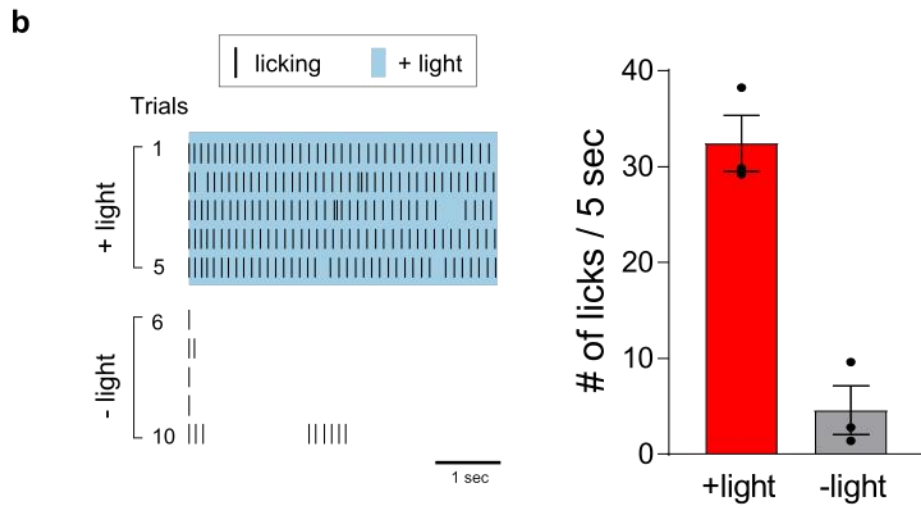 b
licking + light
Trials
+ light
1
5
- light
6
10
1 sec
# of licks / 5 sec
40
30
20
10
0
+light -light